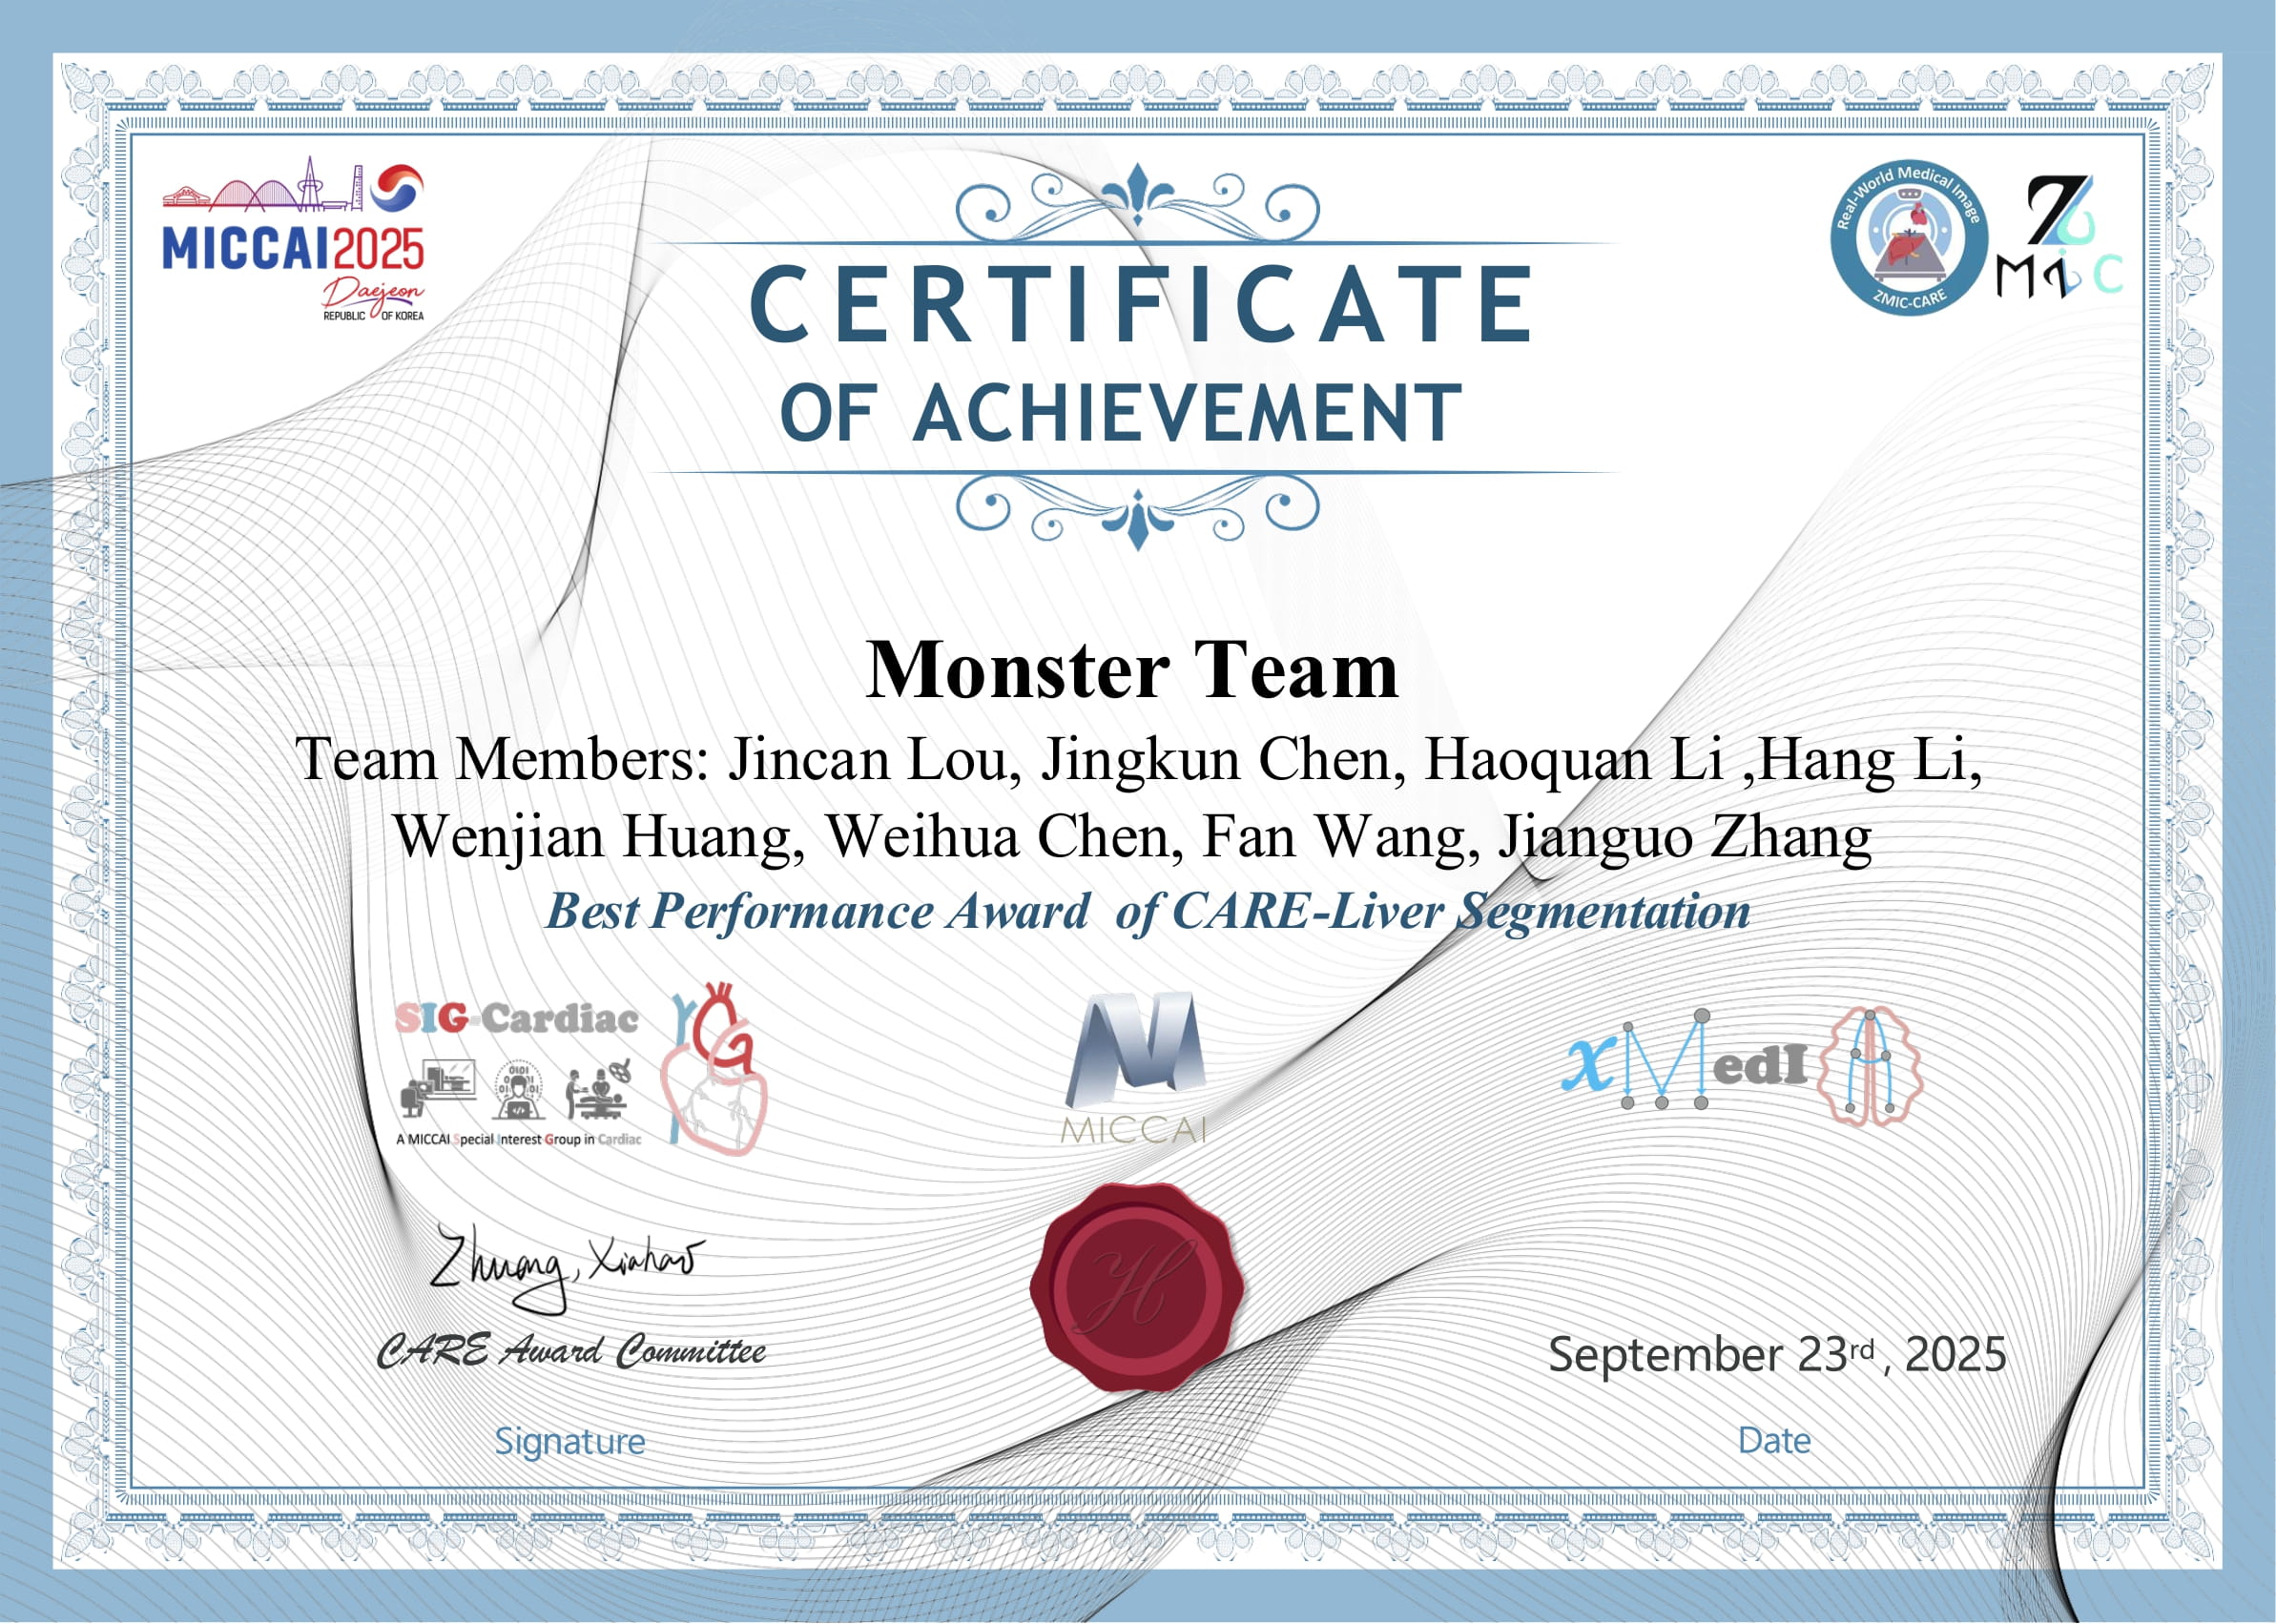 MICCAI2025
Daejeon
REPUBLIC OF KOREA
Real-World Medical Image
ZMIC-CARE
ZMIC
CERTIFICATE
OF ACHIEVEMENT
Monster Team
Team Members: Jincan Lou, Jingkun Chen, Haoquan Li ,Hang Li,
Wenjian Huang, Weihua Chen, Fan Wang, Jianguo Zhang
Best Performance Award of CARE-Liver Segmentation
SIG-Cardiac
A MICCAI Special Interest Group in Cardiac
MICCAI
xMedIA
Zhuang, Xiahai
CARE Award Committee
September 23rd , 2025
Signature
Date